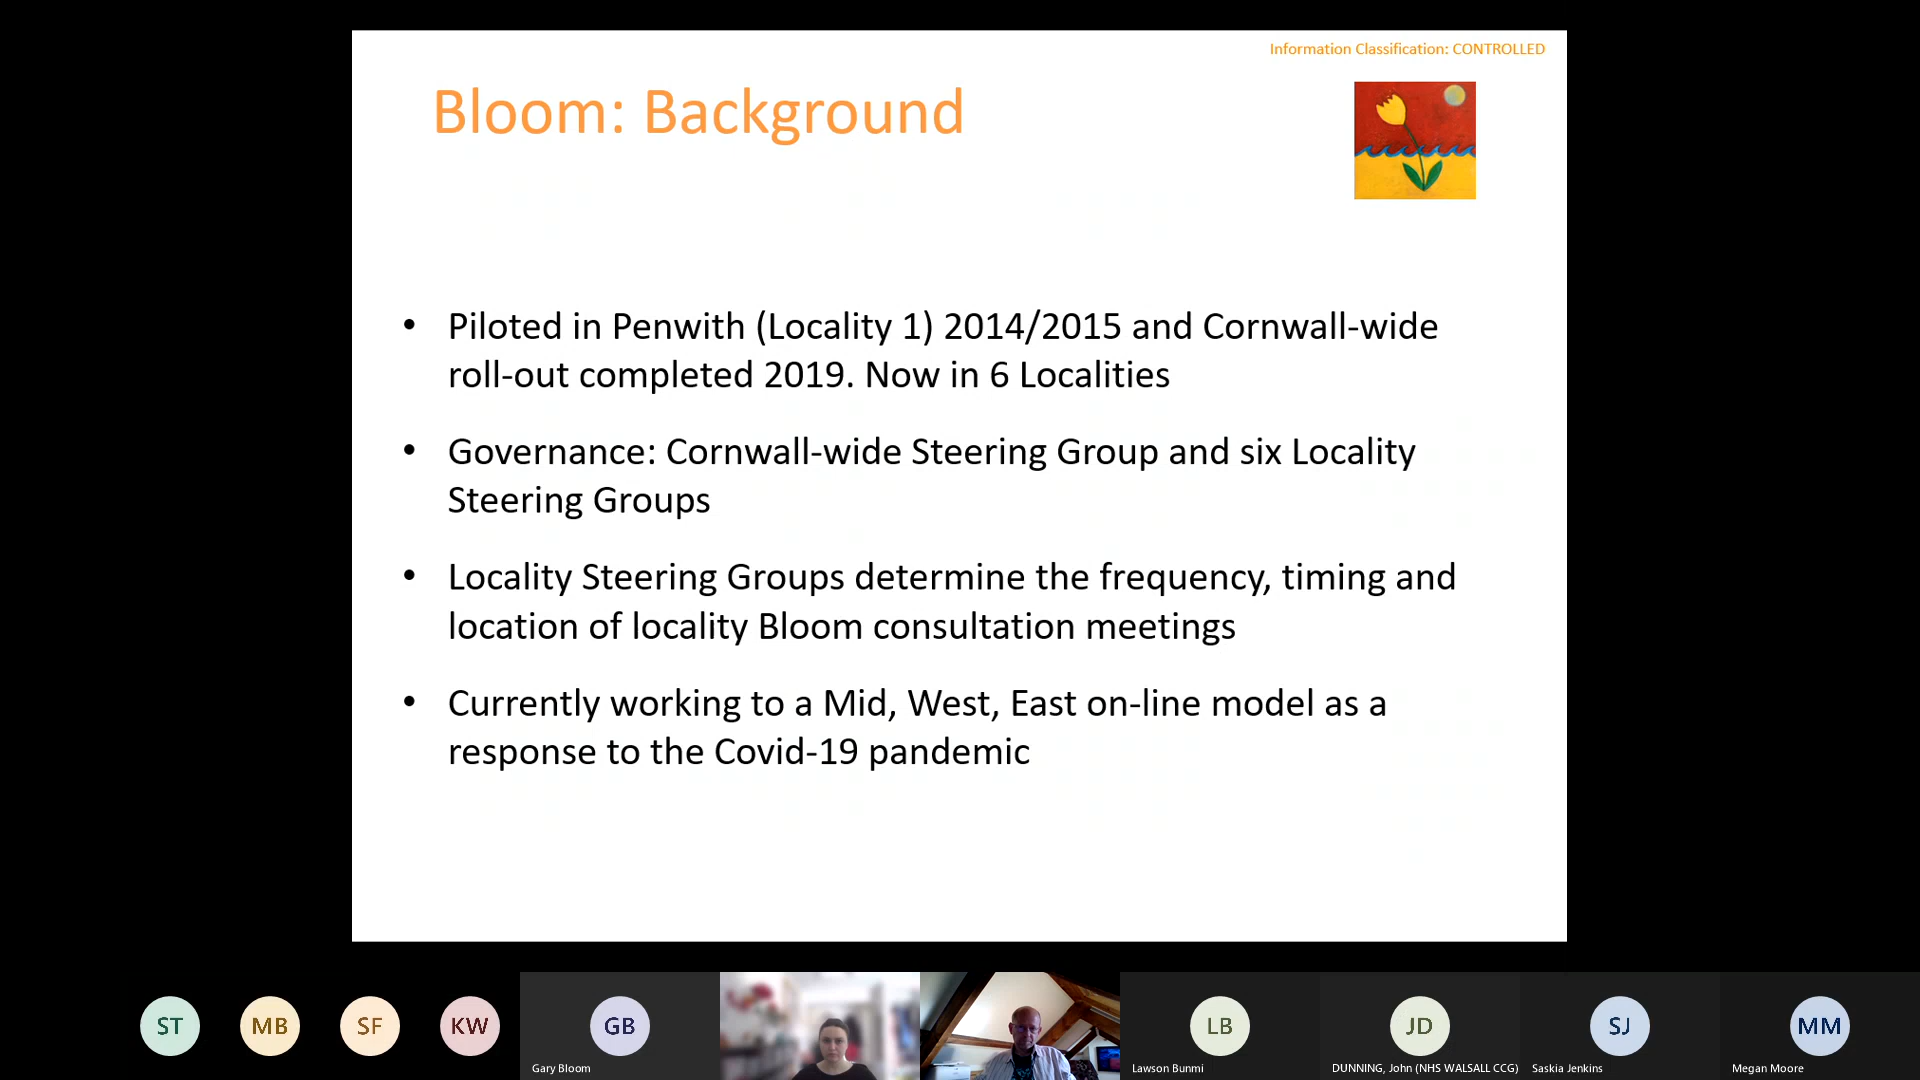 Information Classification: CONTROLLED
Bloom: Background
• Piloted in Penwith (Locality 1) 2014/2015 and Cornwall-wide
roll-out completed 2019. Now in 6 Localities
• Governance: Cornwall-wide Steering Group and six Locality
Steering Groups
• Locality Steering Groups determine the frequency, timing and
location of locality Bloom consultation meetings
• Currently working to a Mid, West, East on-line model as a
response to the Covid-19 pandemic
ST MB SF KW GB LB JD SJ MM
Gary Bloom Lawson Bunmi DUNNING, John (NHS WALSALL CCG) Saskia Jenkins Megan Moore